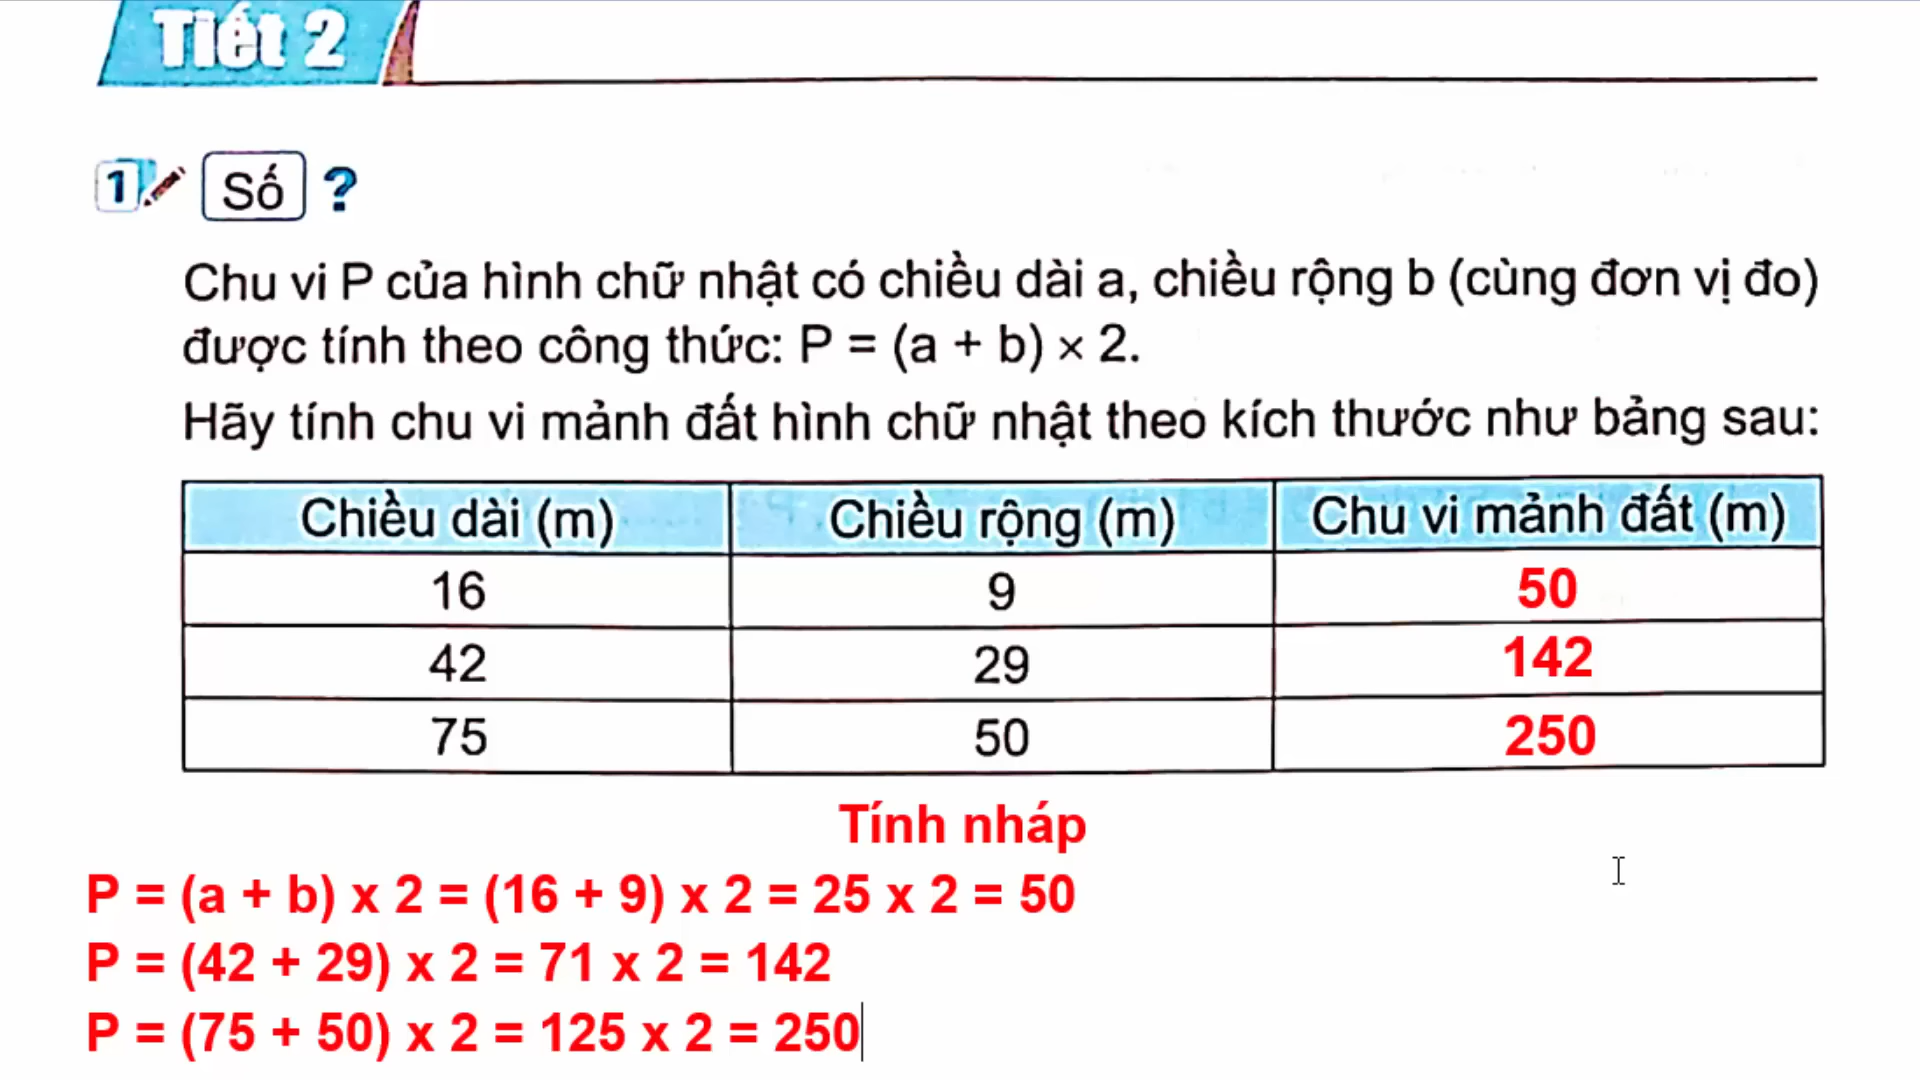 Tiết 2
1 Số ?
Chu vi P của hình chữ nhật có chiều dài a, chiều rộng b (cùng đơn vị đo)
được tính theo công thức: P = (a + b) × 2.
Hãy tính chu vi mảnh đất hình chữ nhật theo kích thước như bảng sau:
Chiều dài (m) Chiều rộng (m) Chu vi mảnh đất (m)
16 9 50
42 29 142
75 50 250
Tính nháp
P = (a + b) x 2 = (16 + 9) x 2 = 25 x 2 = 50
P = (42 + 29) x 2 = 71 x 2 = 142
P = (75 + 50) x 2 = 125 x 2 = 250